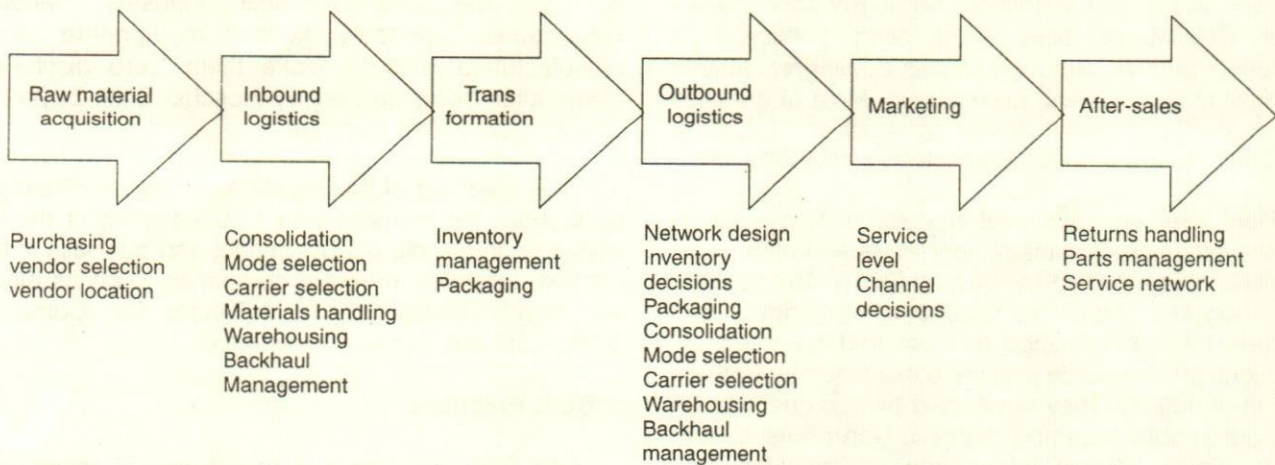 Raw material
acquisition
Inbound
logistics
Trans
formation
Outbound
logistics
Marketing
After-sales
Purchasing
vendor selection
vendor location
Consolidation
Mode selection
Carrier selection
Materials handling
Warehousing
Backhaul
Management
Inventory
management
Packaging
Network design
Inventory
decisions
Packaging
Consolidation
Mode selection
Carrier selection
Warehousing
Backhaul
management
Service
level
Channel
decisions
Returns handling
Parts management
Service network